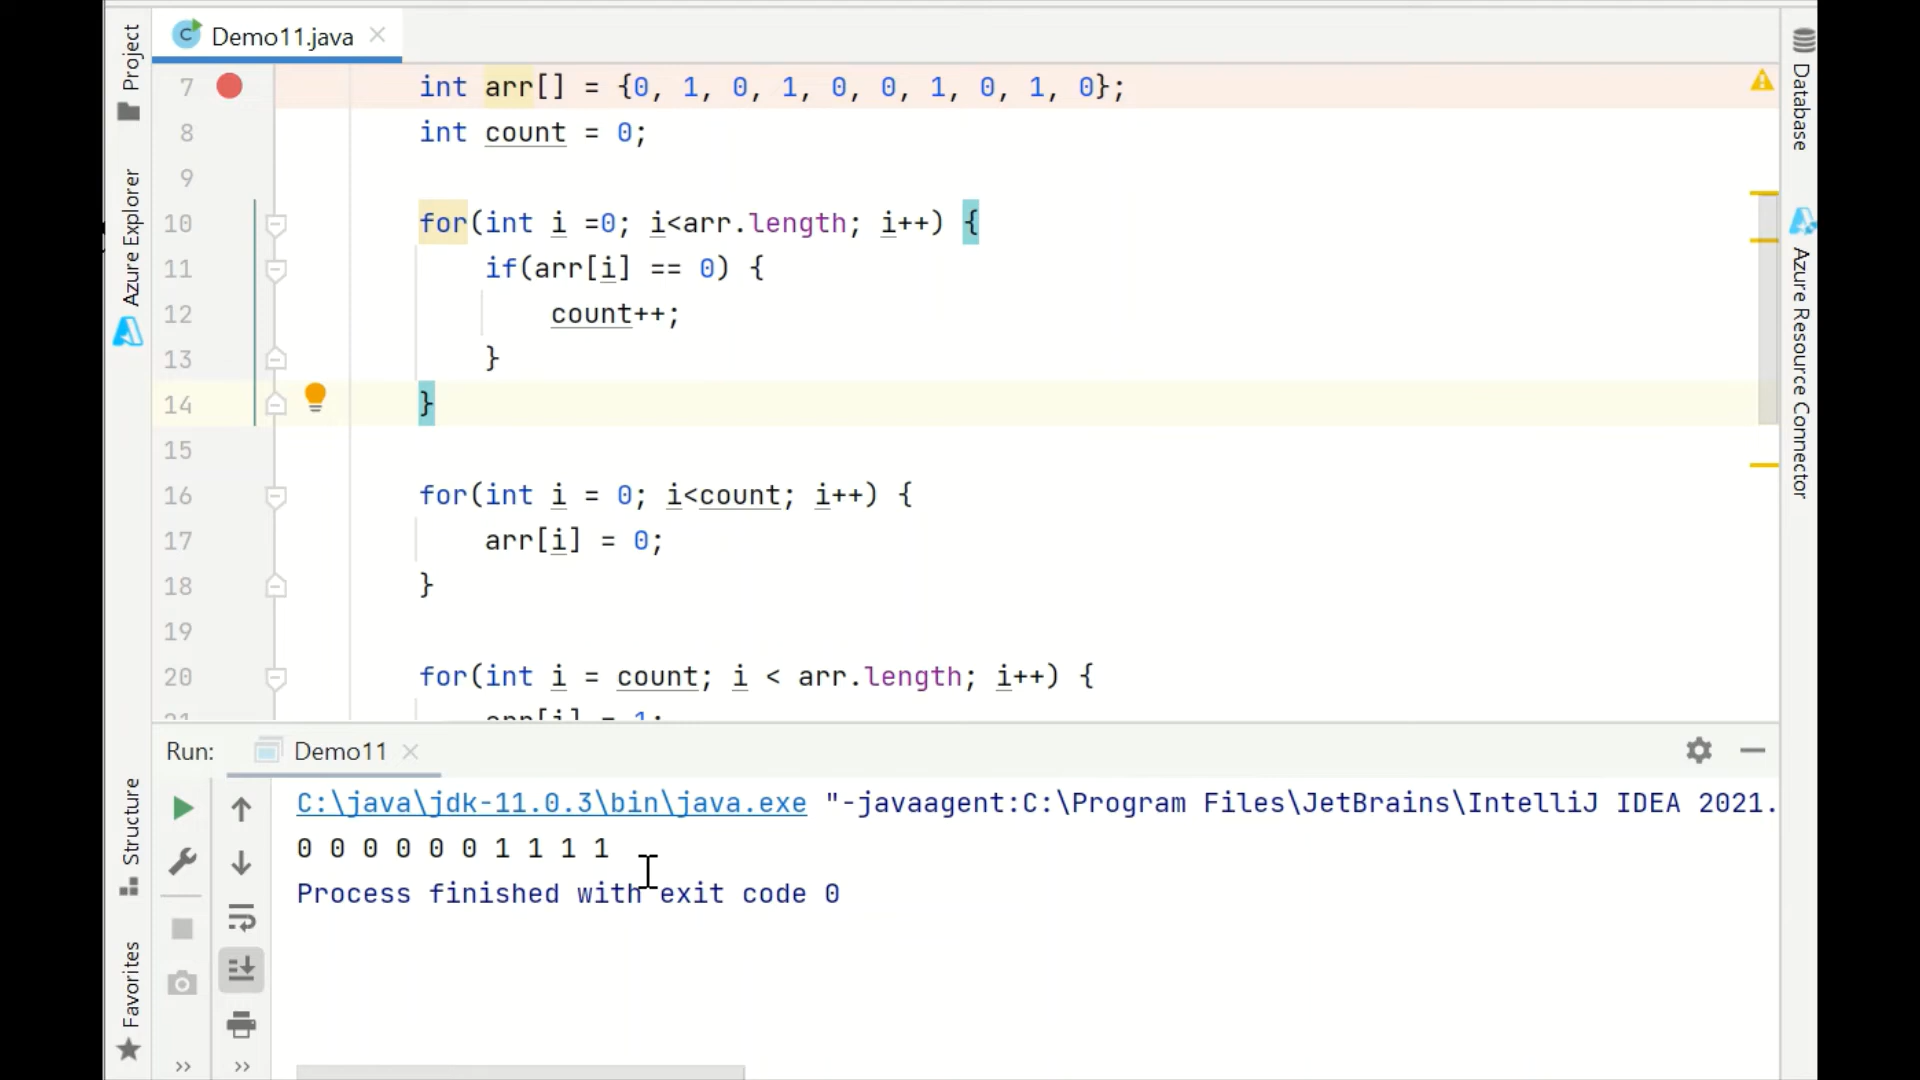 Project
Azure Explorer
Structure
Favorites
Demo11.java
7 int arr[] = {0, 1, 0, 1, 0, 0, 1, 0, 1, 0};
8 int count = 0;
9
10 for(int i =0; i<arr.length; i++) {
11 if(arr[i] == 0) {
12 count++;
13 }
14 }
15
16 for(int i = 0; i<count; i++) {
17 arr[i] = 0;
18 }
19
20 for(int i = count; i < arr.length; i++) {
21 arr[i] = 1;
Database
Azure Resource Connector
Run: Demo11
C:\java\jdk-11.0.3\bin\java.exe "-javaagent:C:\Program Files\JetBrains\IntelliJ IDEA 2021.
0 0 0 0 0 0 1 1 1 1
Process finished with exit code 0